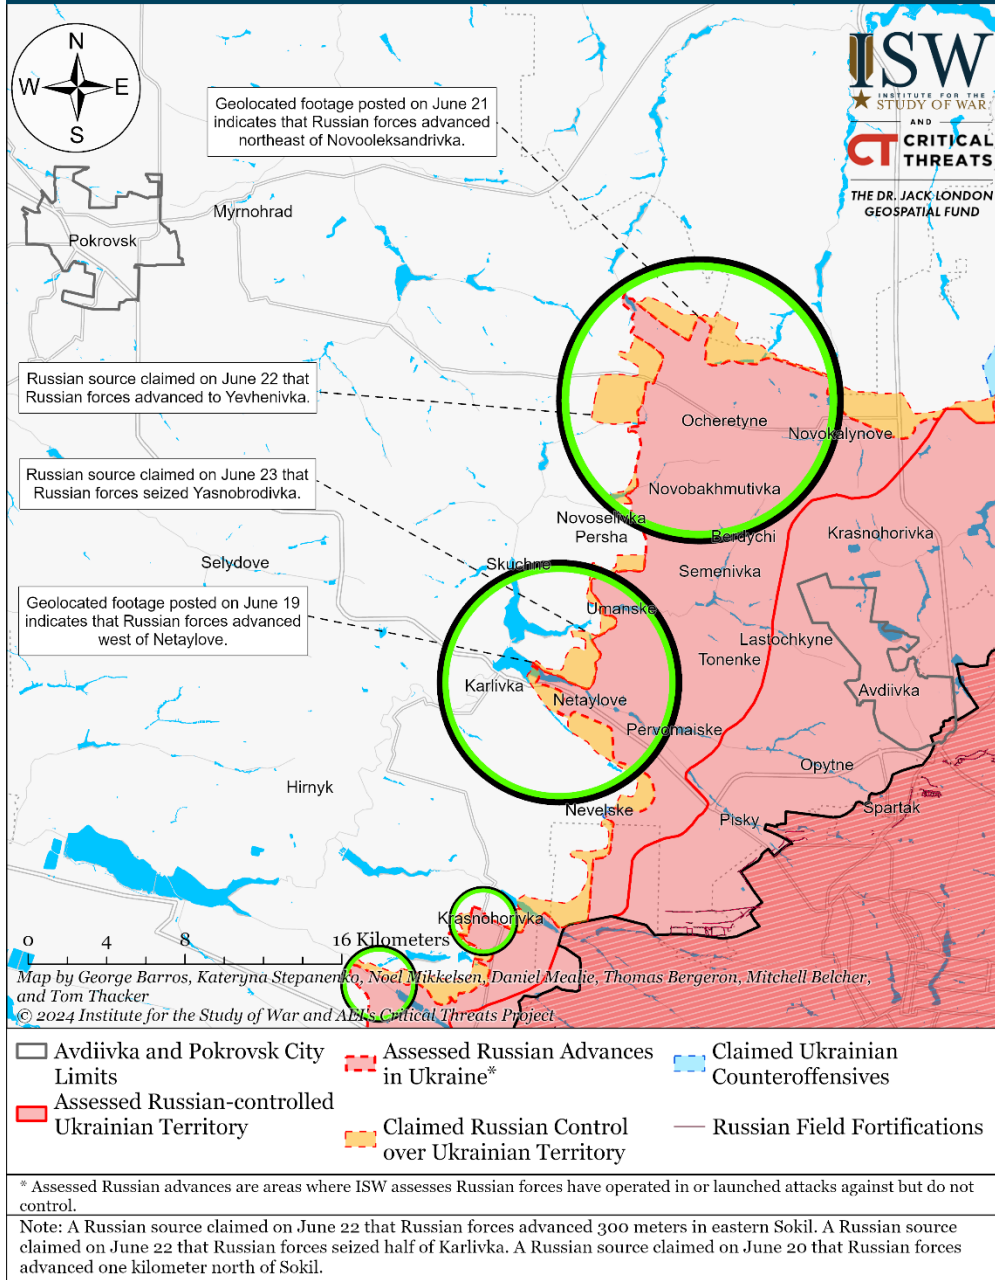 N
W E
S
Geolocated footage posted on June 21
indicates that Russian forces advanced
northeast of Novooleksandrivka.
ISW
INSTITUTE FOR THE
STUDY OF WAR
AND
CT CRITICAL
THREATS
THE DR. JACK LONDON
GEOSPATIAL FUND
Myrnohrad
Pokrovsk
Russian source claimed on June 22 that
Russian forces advanced to Yevhenivka.
Ocheretyne
Novokalynove
Russian source claimed on June 23 that
Russian forces seized Yasnobrodivka.
Novobakhmutivka
Novoselivka
Persha
Berdychi
Krasnohorivka
Selydove
Skuchne
Semenivka
Geolocated footage posted on June 19
indicates that Russian forces advanced
west of Netaylove.
Umanske
Lastochkyne
Tonenke
Karlivka
Netaylove
Avdiivka
Pervomaiske
Opytne
Hirnyk
Nevelske
Pisky
Spartak
Krasnohorivka
0 4 8 16 Kilometers
Map by George Barros, Kateryna Stepanenko, Noel Mikkelsen, Daniel Mealie, Thomas Bergeron, Mitchell Belcher,
and Tom Thacker
© 2024 Institute for the Study of War and AEI's Critical Threats Project
Avdiivka and Pokrovsk City
Limits
Assessed Russian-controlled
Ukrainian Territory
Assessed Russian Advances
in Ukraine*
Claimed Russian Control
over Ukrainian Territory
Claimed Ukrainian
Counteroffensives
Russian Field Fortifications
* Assessed Russian advances are areas where ISW assesses Russian forces have operated in or launched attacks against but do not
control.
Note: A Russian source claimed on June 22 that Russian forces advanced 300 meters in eastern Sokil. A Russian source
claimed on June 22 that Russian forces seized half of Karlivka. A Russian source claimed on June 20 that Russian forces
advanced one kilometer north of Sokil.